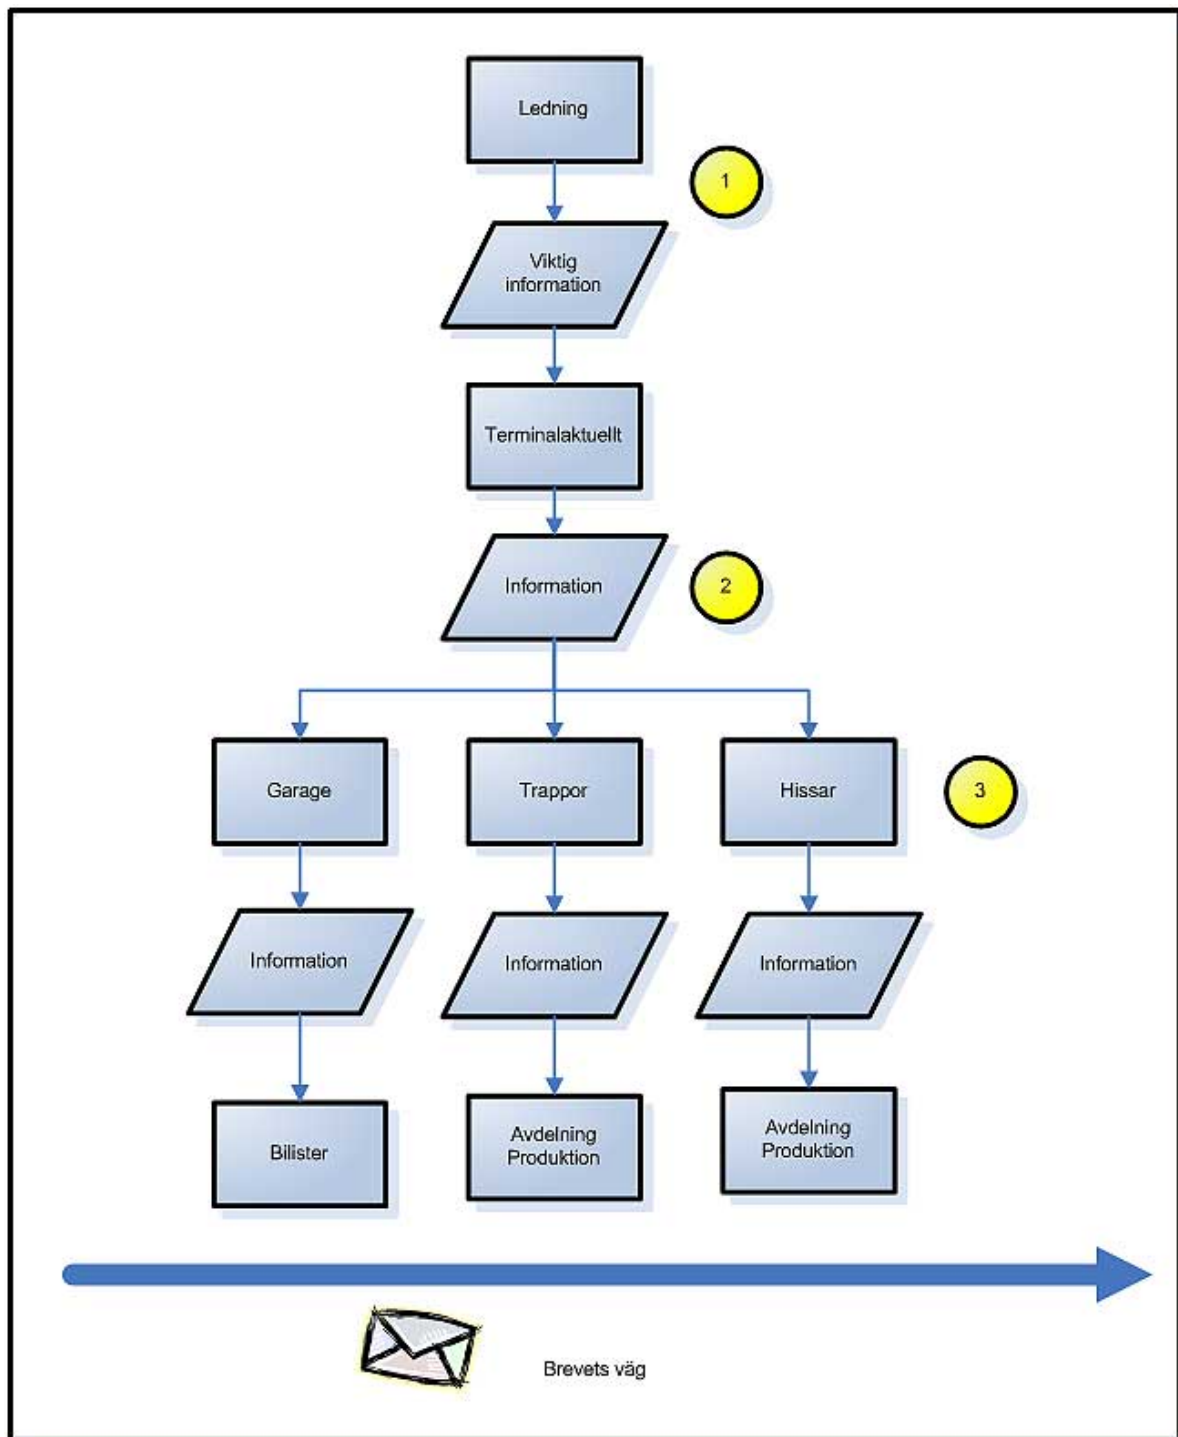 Ledning
1
Viktig
information
Terminalaktuellt
Information
2
Garage
Trappor
Hissar
3
Information
Information
Information
Bilister
Avdelning
Produktion
Avdelning
Produktion
Brevets väg